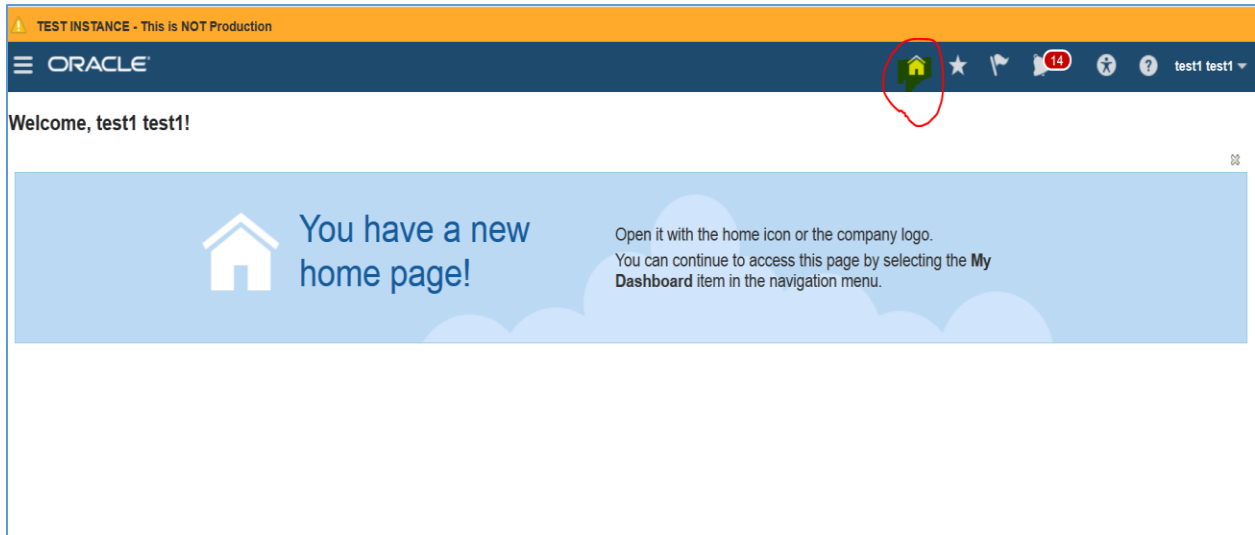 TEST INSTANCE - This is NOT Production
ORACLE
14
test1 test1
Welcome, test1 test1!
You have a new
home page!
Open it with the home icon or the company logo.
You can continue to access this page by selecting the My
Dashboard item in the navigation menu.